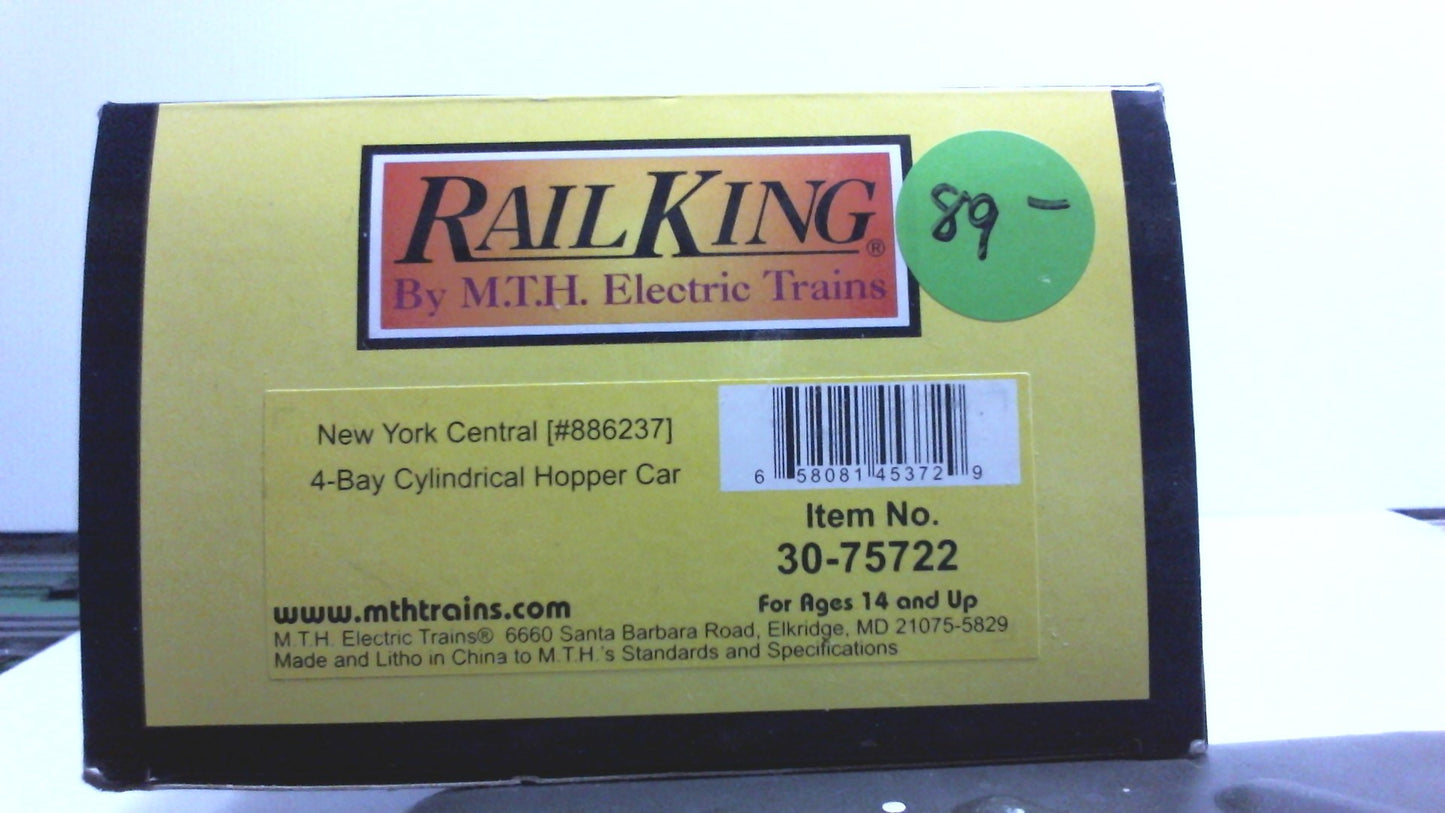 RAILKING®
By M.T.H. Electric Trains
89 –
New York Central [#886237]
4-Bay Cylindrical Hopper Car
6 58081 45372 9
Item No.
30-75722
www.mthtrains.com
For Ages 14 and Up
M.T.H. Electric Trains® 6660 Santa Barbara Road, Elkridge, MD 21075-5829
Made and Litho in China to M.T.H.'s Standards and Specifications